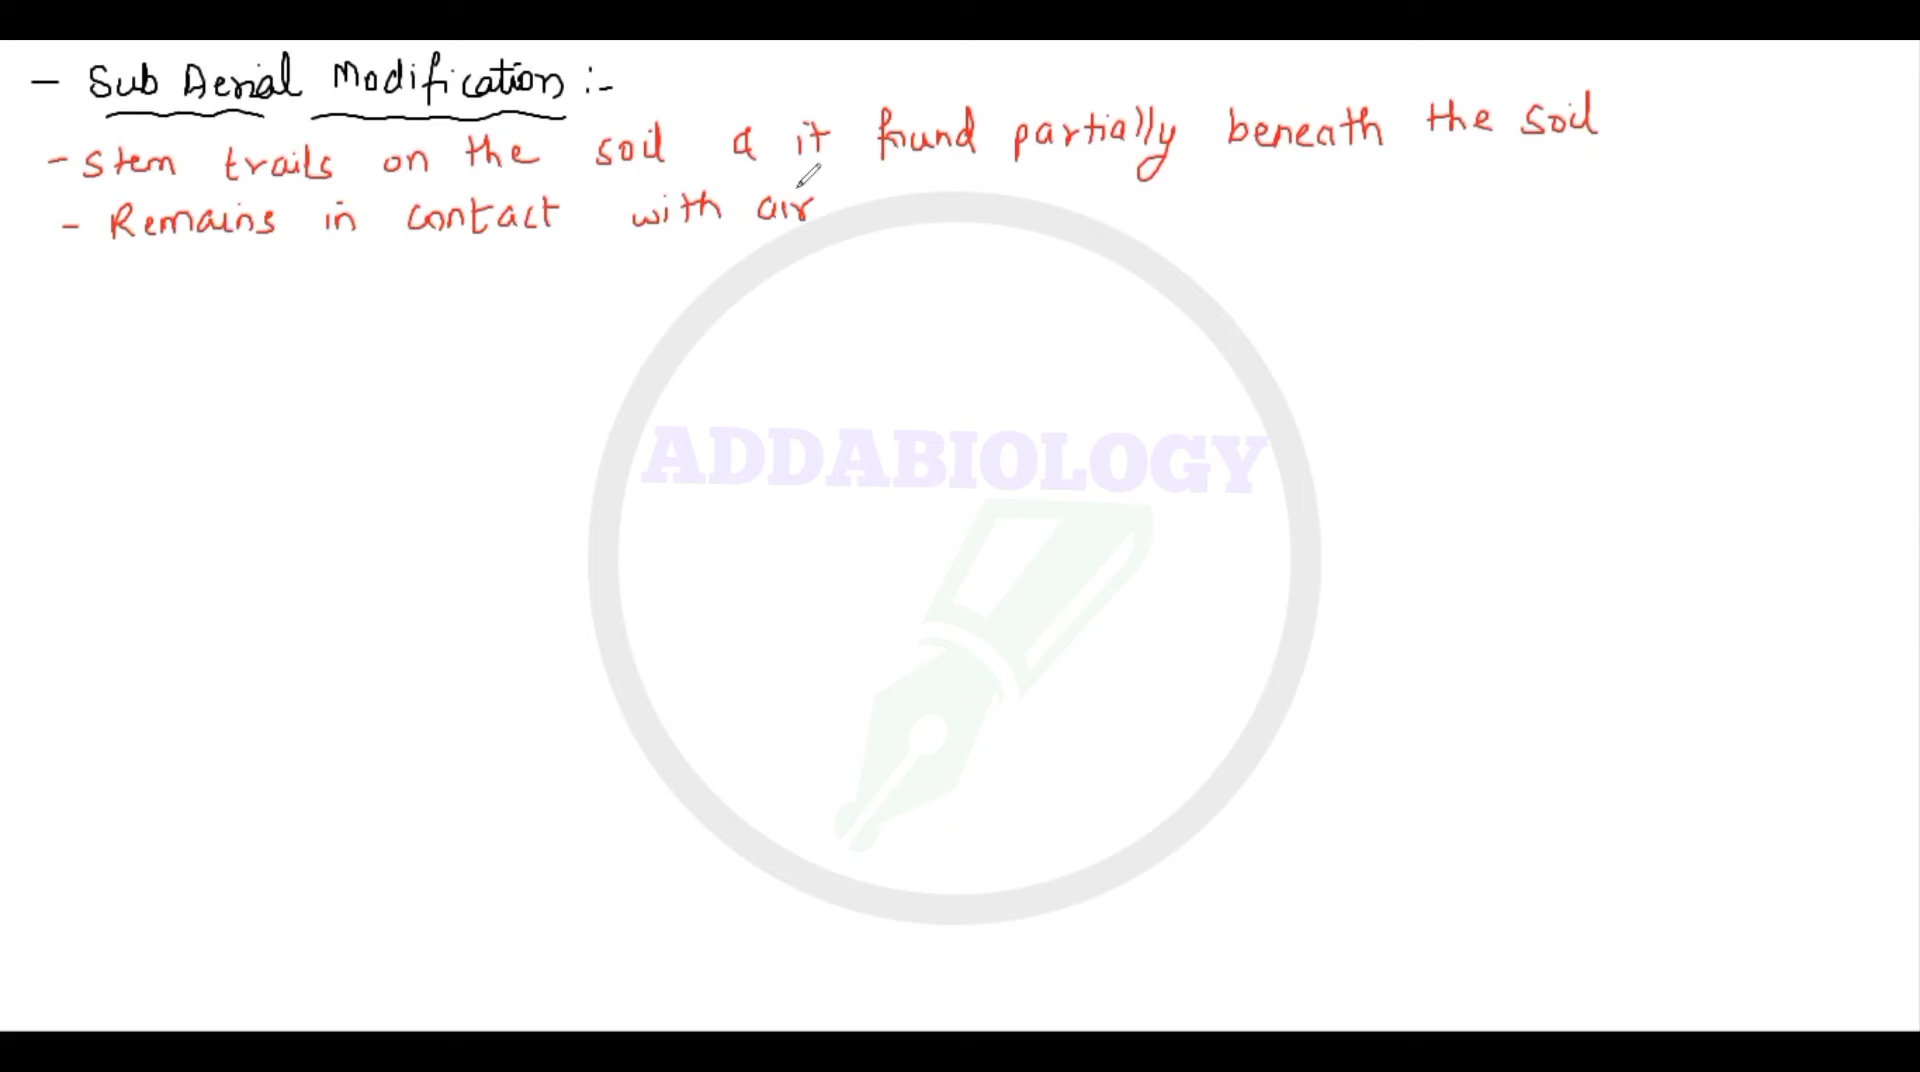 - Sub Aerial Modification :-
- Stem trails on the soil & it found partially beneath the soil
- Remains in contact with air
ADDABIOLOGY